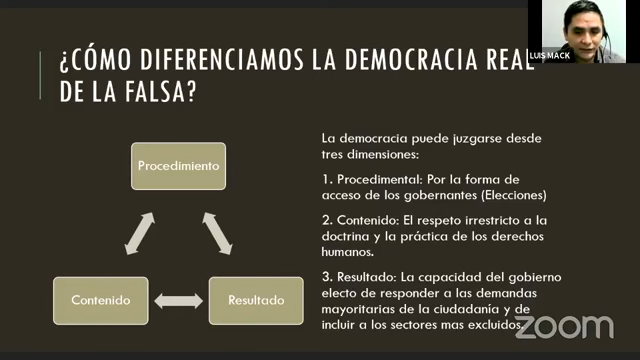 ¿CÓMO DIFERENCIAMOS LA DEMOCRACIA REAL
DE LA FALSA?
LUIS MACK
Procedimiento
Contenido
Resultado
La democracia puede juzgarse desde
tres dimensiones:
1. Procedimental: Por la forma de
acceso de los gobernantes (Elecciones)
2. Contenido: El respeto irrestricto a la
doctrina y la práctica de los derechos
humanos.
3. Resultado: La capacidad del gobierno
electo de responder a las demandas
mayoritarias de la ciudadanía y de
incluir a los sectores mas excluidos.
zoom